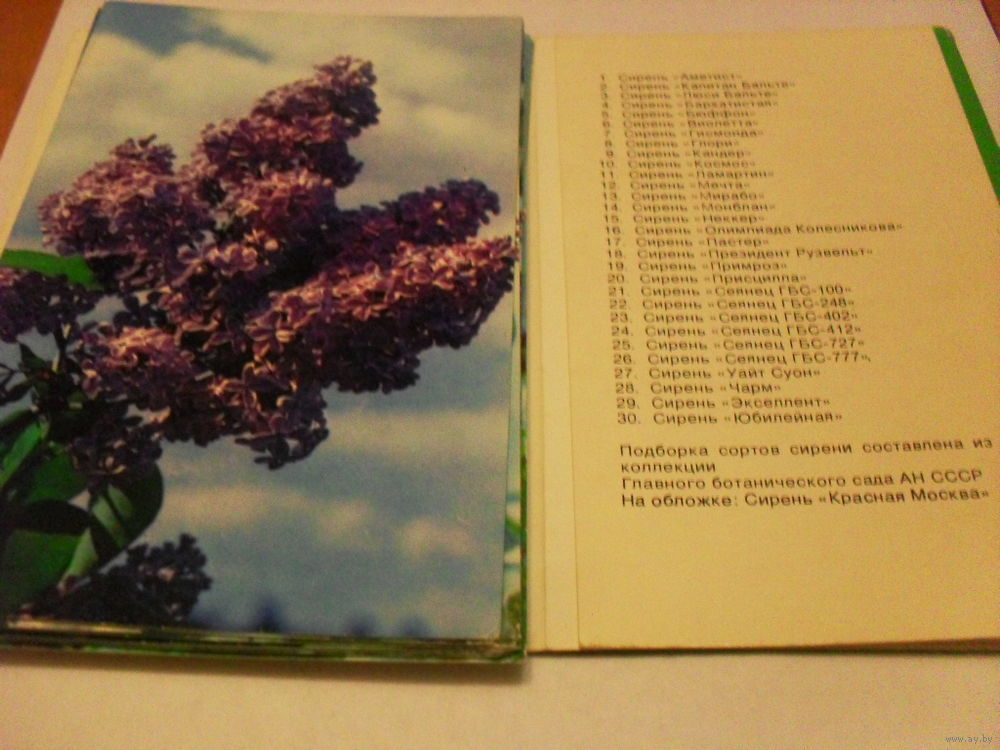 1. Сирень «Аметист»
2. Сирень «Капитан Бальте»
3. Сирень «Люси Бальте»
4. Сирень «Бархатистая»
5. Сирень «Бюффон»
6. Сирень «Виолетта»
7. Сирень «Гисмонда»
8. Сирень «Глори»
9. Сирень «Кандер»
10. Сирень «Космос»
11. Сирень «Ламартин»
12. Сирень «Мечта»
13. Сирень «Мирабо»
14. Сирень «Монблан»
15. Сирень «Неккер»
16. Сирень «Олимпиада Колесникова»
17. Сирень «Пастер»
18. Сирень «Президент Рузвельт»
19. Сирень «Примроз»
20. Сирень «Присцилла»
21. Сирень «Сеянец ГБС-100»
22. Сирень «Сеянец ГБС-248»
23. Сирень «Сеянец ГБС-402»
24. Сирень «Сеянец ГБС-412»
25. Сирень «Сеянец ГБС-727»
26. Сирень «Сеянец ГБС-777»,
27. Сирень «Уайт Суон»
28. Сирень «Чарм»
29. Сирень «Экселлент»
30. Сирень «Юбилейная»
Подборка сортов сирени составлена из
коллекции
Главного ботанического сада АН СССР
На обложке: Сирень «Красная Москва»
www.ay.by